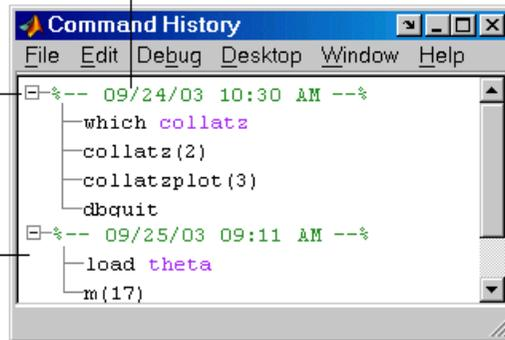 Command History
File Edit Debug Desktop Window Help
%-- 09/24/03 10:30 AM --%
which collatz
collatz(2)
collatzplot(3)
dbquit
%-- 09/25/03 09:11 AM --%
load theta
m(17)